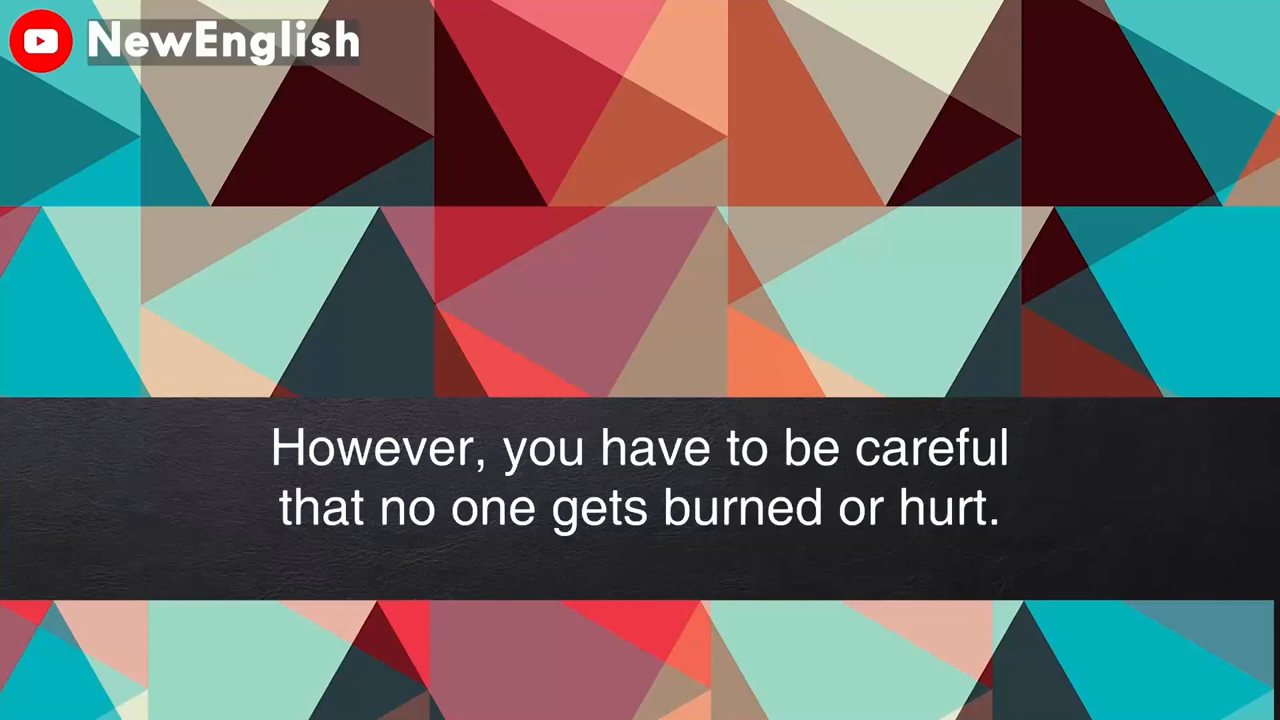 NewEnglish
However, you have to be careful
that no one gets burned or hurt.